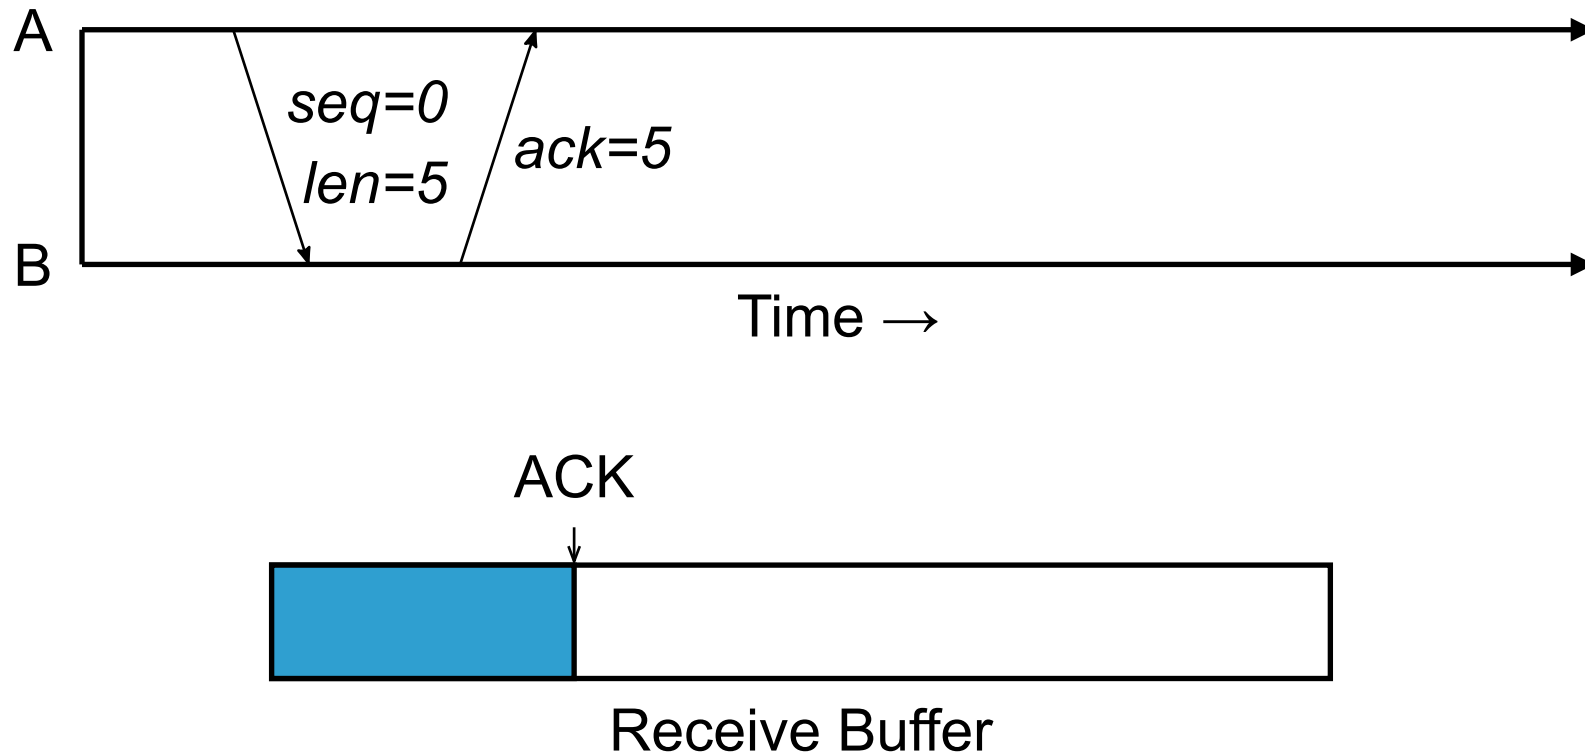 A
seq=0
len=5
ack=5
B
Time →
ACK
Receive Buffer